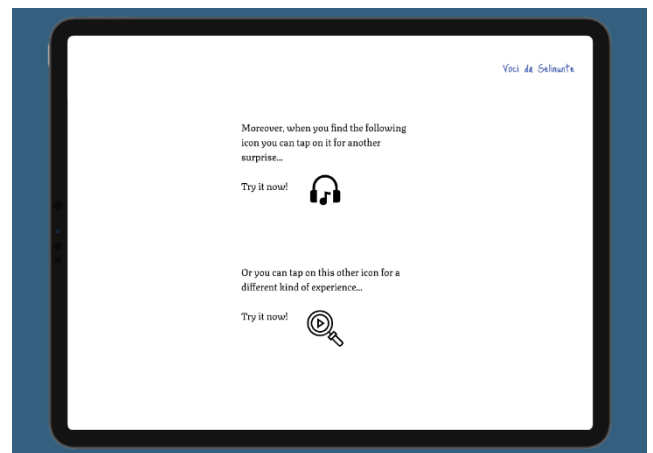 Voci da Selinunte
Moreover, when you find the following
icon you can tap on it for another
surprise...
Try it now!
Or you can tap on this other icon for a
different kind of experience...
Try it now!